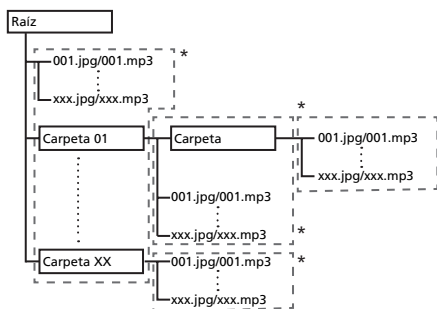 Raíz
001.jpg/001.mp3
*
xxx.jpg/xxx.mp3
*
Carpeta 01
Carpeta
001.jpg/001.mp3
xxx.jpg/xxx.mp3
001.jpg/001.mp3
xxx.jpg/xxx.mp3
*
Carpeta XX
001.jpg/001.mp3
*
xxx.jpg/xxx.mp3